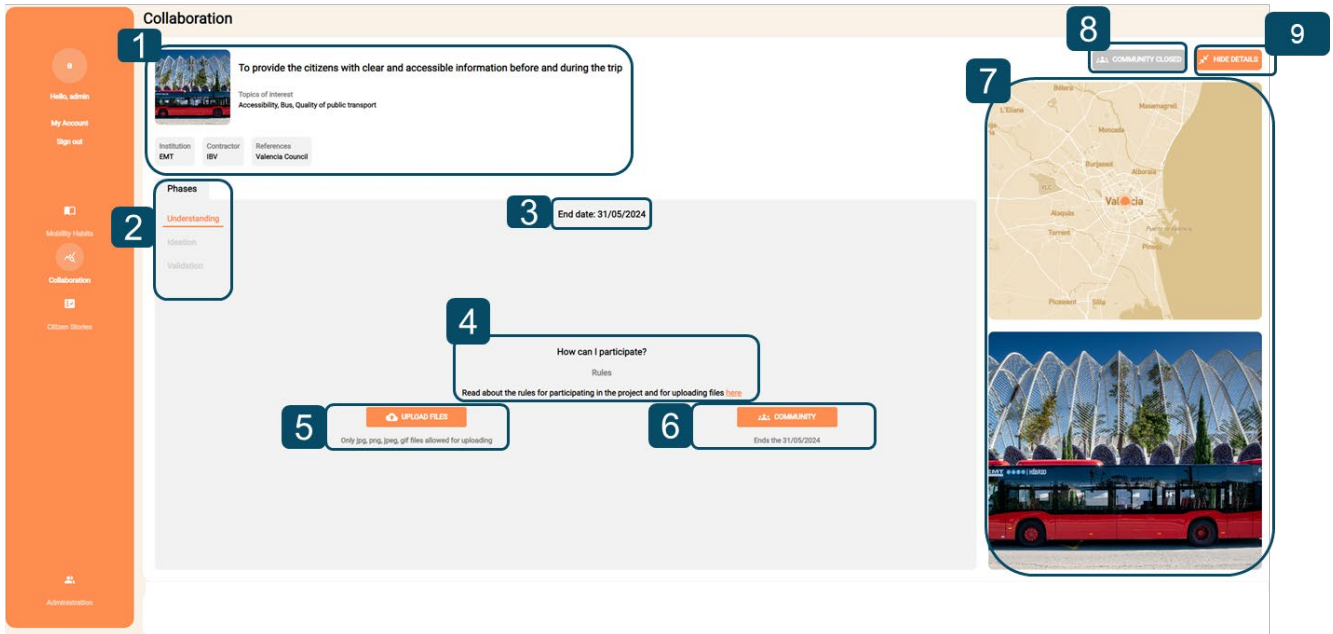 Collaboration
1
To provide the citizens with clear and accessible information before and during the trip
Topics of interest
Accessibility, Bus, Quality of public transport
Institution
EMT
Contractor
IBV
References
Valencia Council
8
COMMUNITY CLOSED
9
HIDE DETAILS
e
Hello, admin
My Account
Sign out
Mobility Habits
Collaboration
Citizen Stories
Administration
2
Phases
Understanding
Ideation
Validation
3
End date: 31/05/2024
4
How can I participate?
Rules
Read about the rules for participating in the project and for uploading files here
5
UPLOAD FILES
Only jpg, png, jpeg, gif files allowed for uploading
6
COMMUNITY
Ends the 31/05/2024
7
L'Eliana
Massamagrell
Moncada
Burjassot
Alboraia
Alaquàs
Torrent
Picassent
Silla
EMT